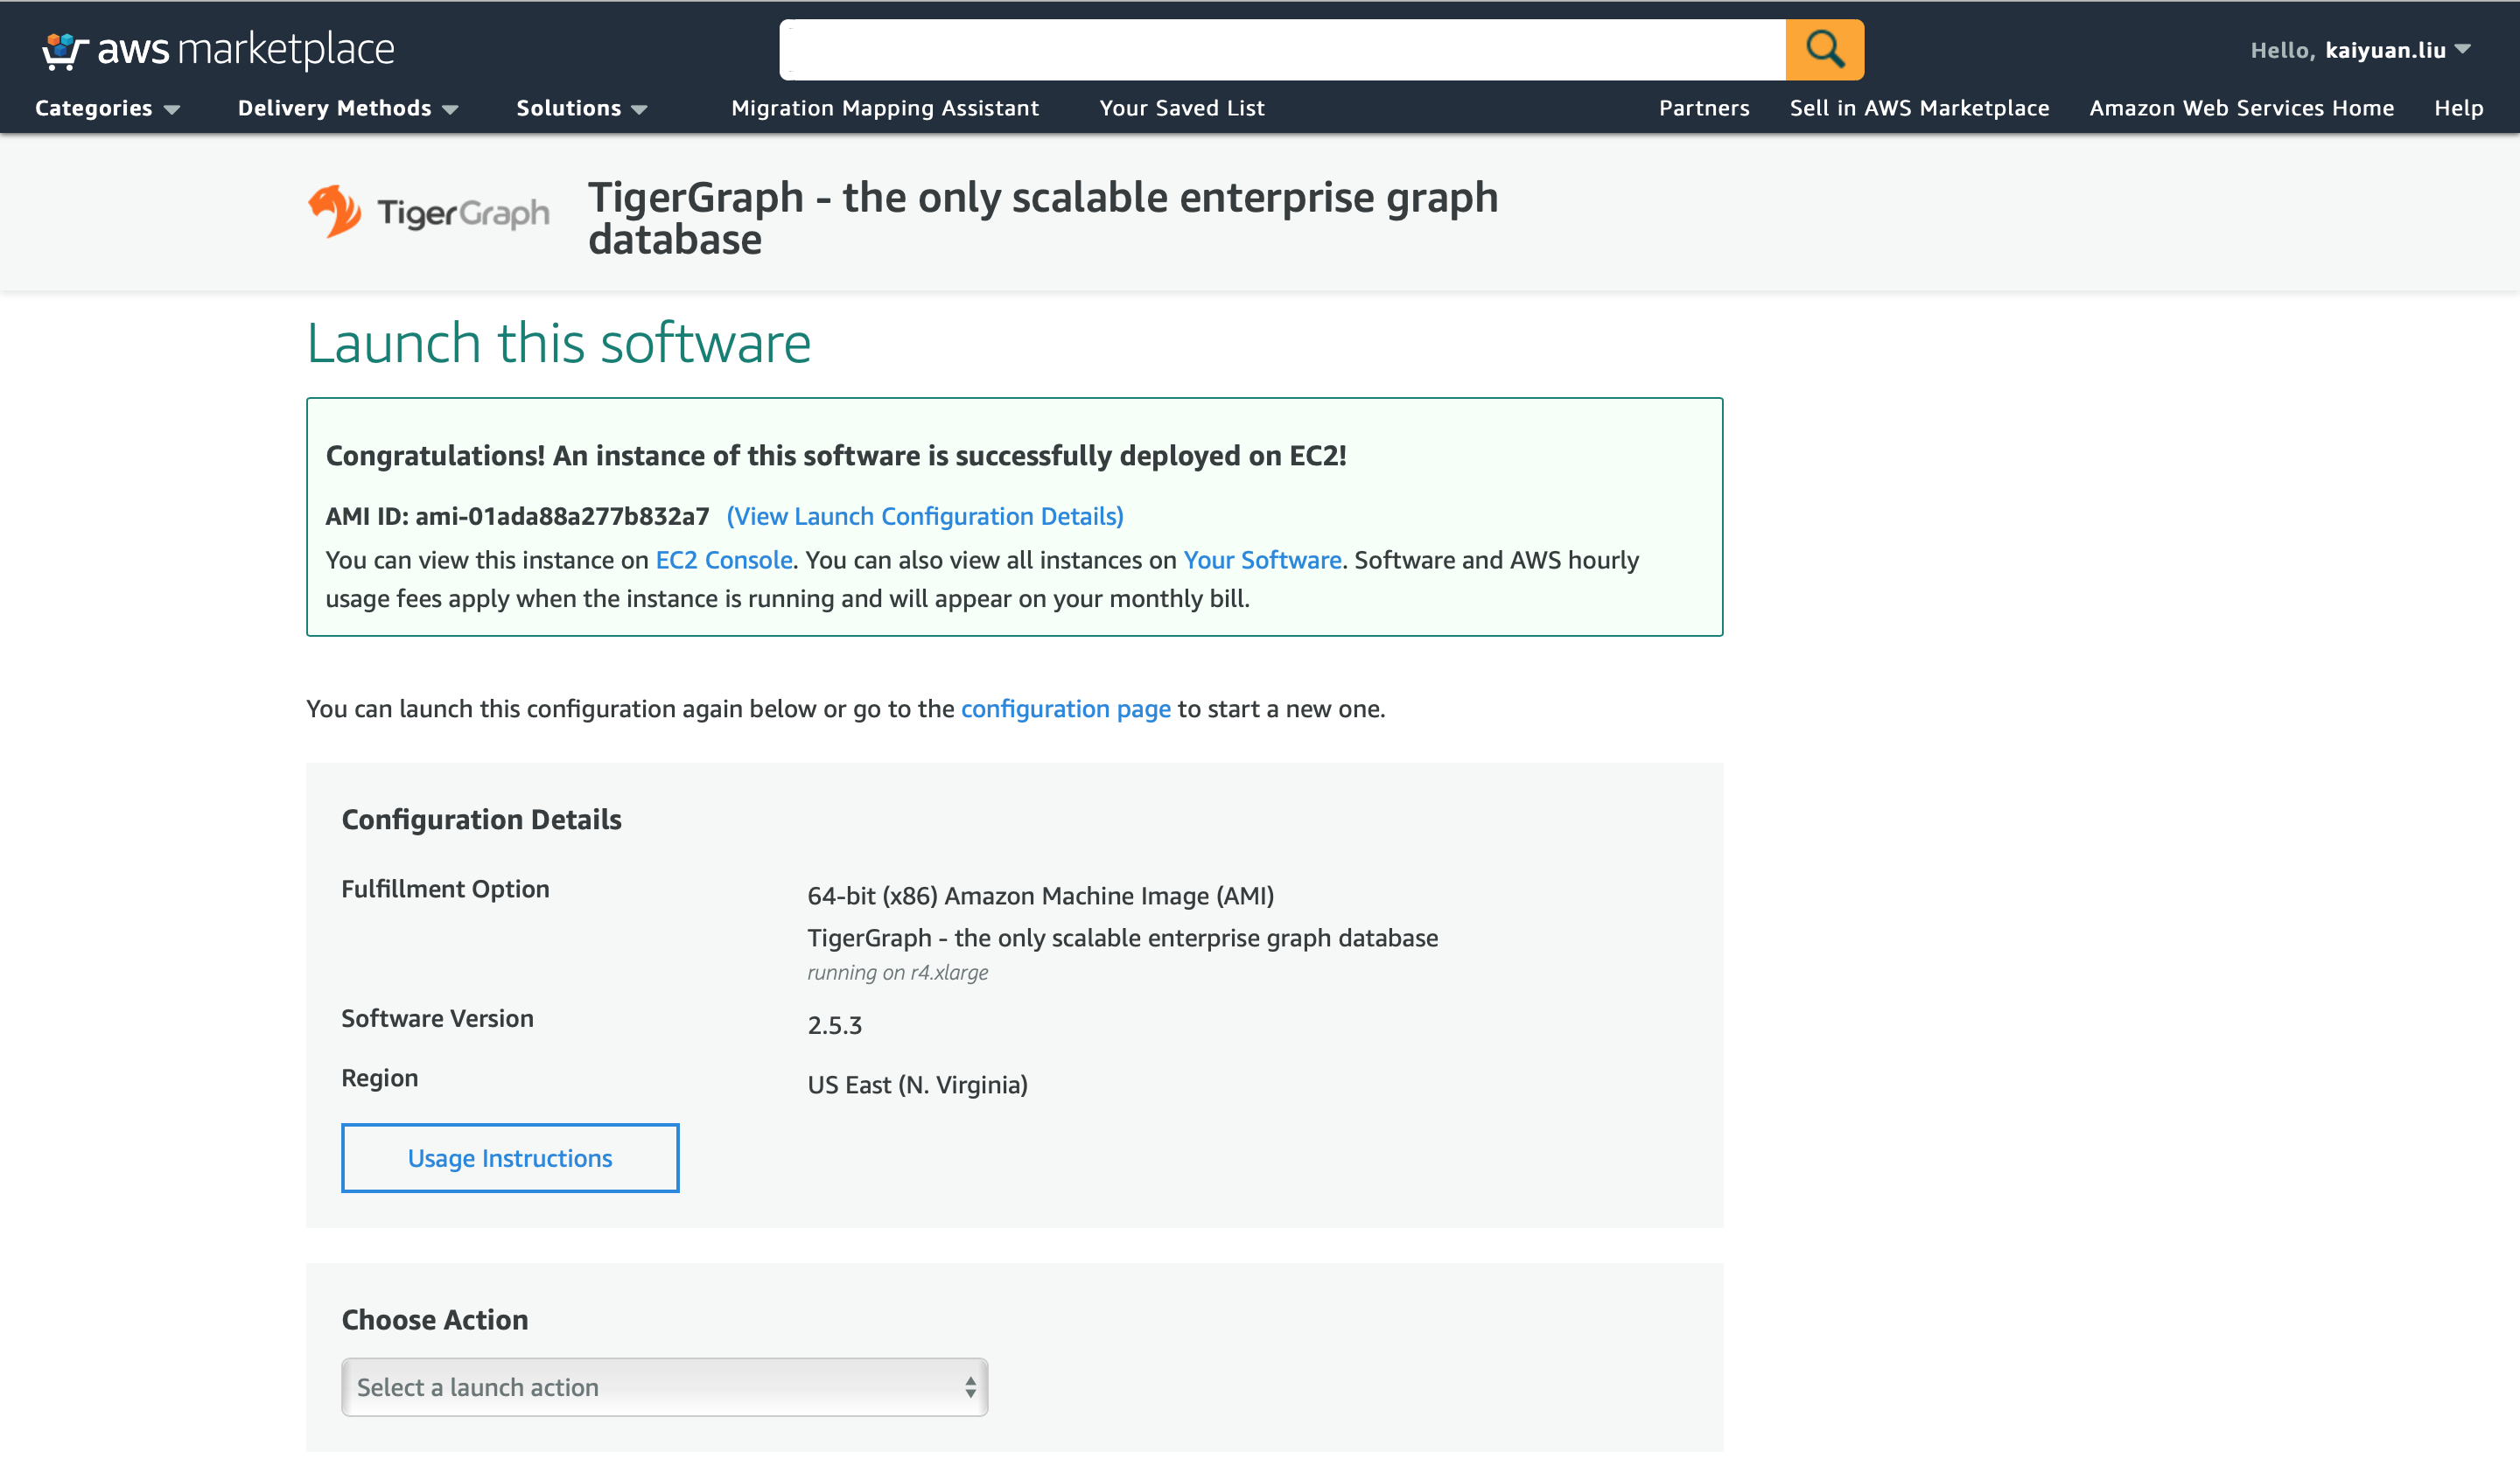 aws marketplace
Hello, kaiyuan.liu
Categories Delivery Methods Solutions Migration Mapping Assistant Your Saved List Partners Sell in AWS Marketplace Amazon Web Services Home Help
TigerGraph
TigerGraph - the only scalable enterprise graph
database
Launch this software
Congratulations! An instance of this software is successfully deployed on EC2!
AMI ID: ami-01ada88a277b832a7 (View Launch Configuration Details)
You can view this instance on EC2 Console. You can also view all instances on Your Software. Software and AWS hourly
usage fees apply when the instance is running and will appear on your monthly bill.
You can launch this configuration again below or go to the configuration page to start a new one.
Configuration Details
Fulfillment Option
64-bit (x86) Amazon Machine Image (AMI)
TigerGraph - the only scalable enterprise graph database
running on r4.xlarge
Software Version
2.5.3
Region
US East (N. Virginia)
Usage Instructions
Choose Action
Select a launch action